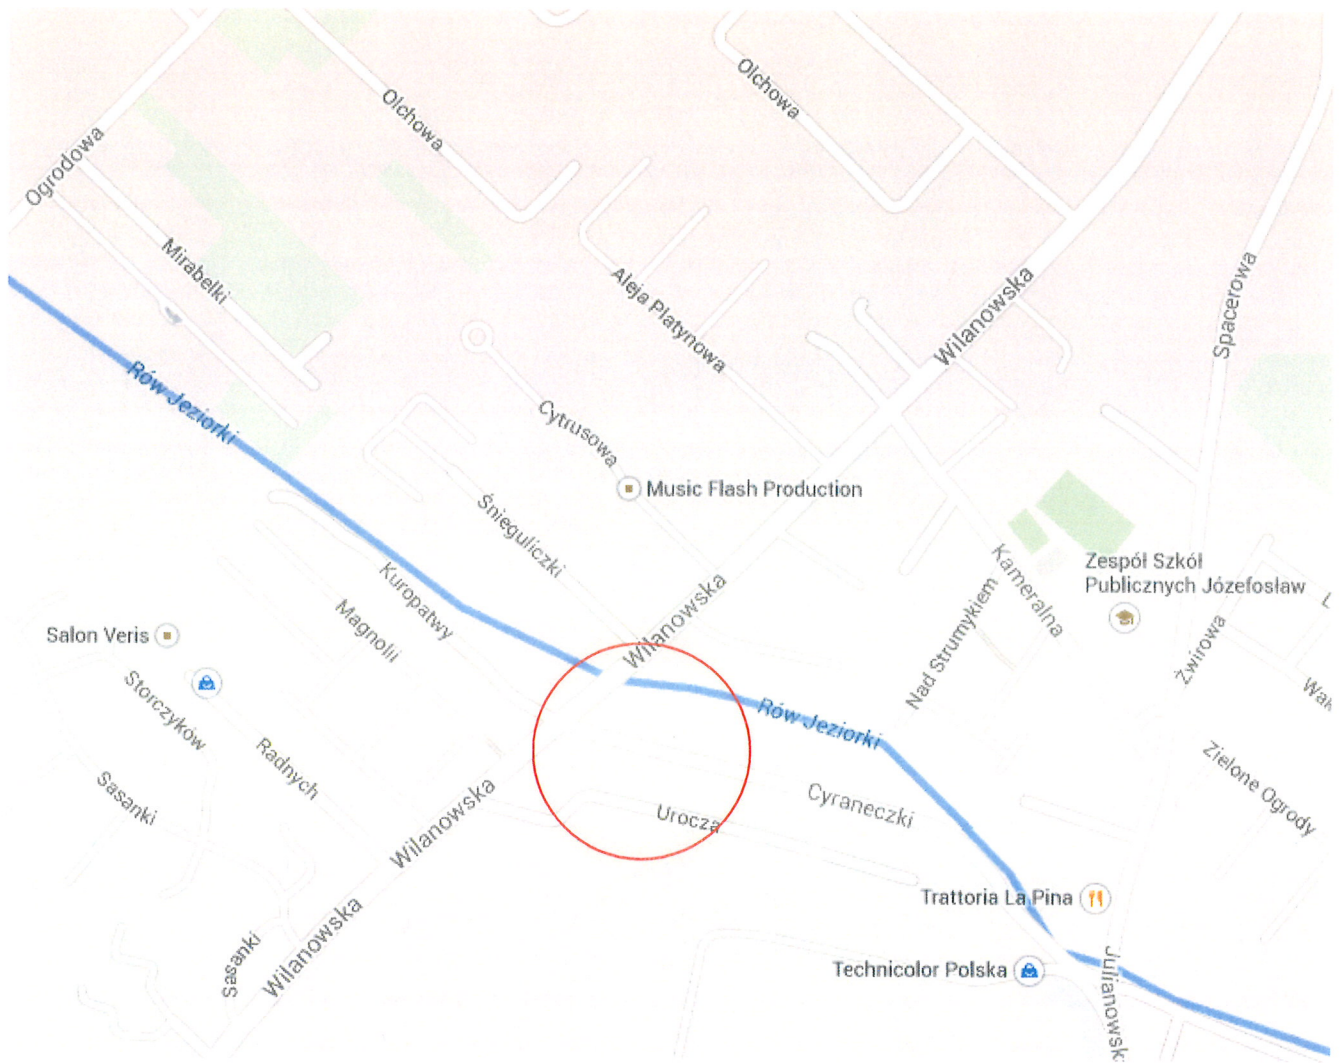 Olchowa
Olchowa
Ogrodowa
Mirabelki
Aleja Platynowa
Wilanowska
Spacerowa
Rów Jeziorki
Cytrusowa
Music Flash Production
Śnieguliczki
Kuropatwy
Magnolii
Wilanowska
Kameralna
Nad Strumykiem
Zespół Szkół
Publicznych Józefosław
Salon Veris
Żwirowa
Storczyków
Radnych
Sasanki
Rów Jeziorki
Zielone Ogrody
Wilanowska
Urocza
Cyraneczki
Trattoria La Pina
Sasanki
Wilanowska
Technicolor Polska